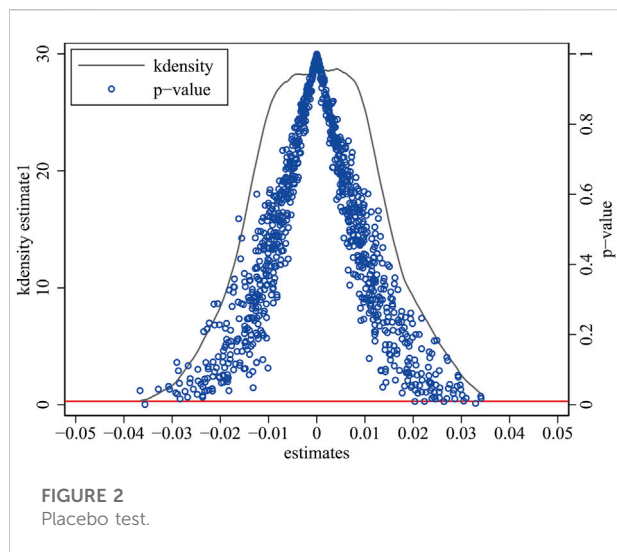 kdensity
p−value
30
20
10
0
kdensity estimate1
1
0.8
0.6
0.4
0.2
0
p−value
−0.05 −0.04 −0.03 −0.02 −0.01 0 0.01 0.02 0.03 0.04 0.05
estimates
FIGURE 2
Placebo test.